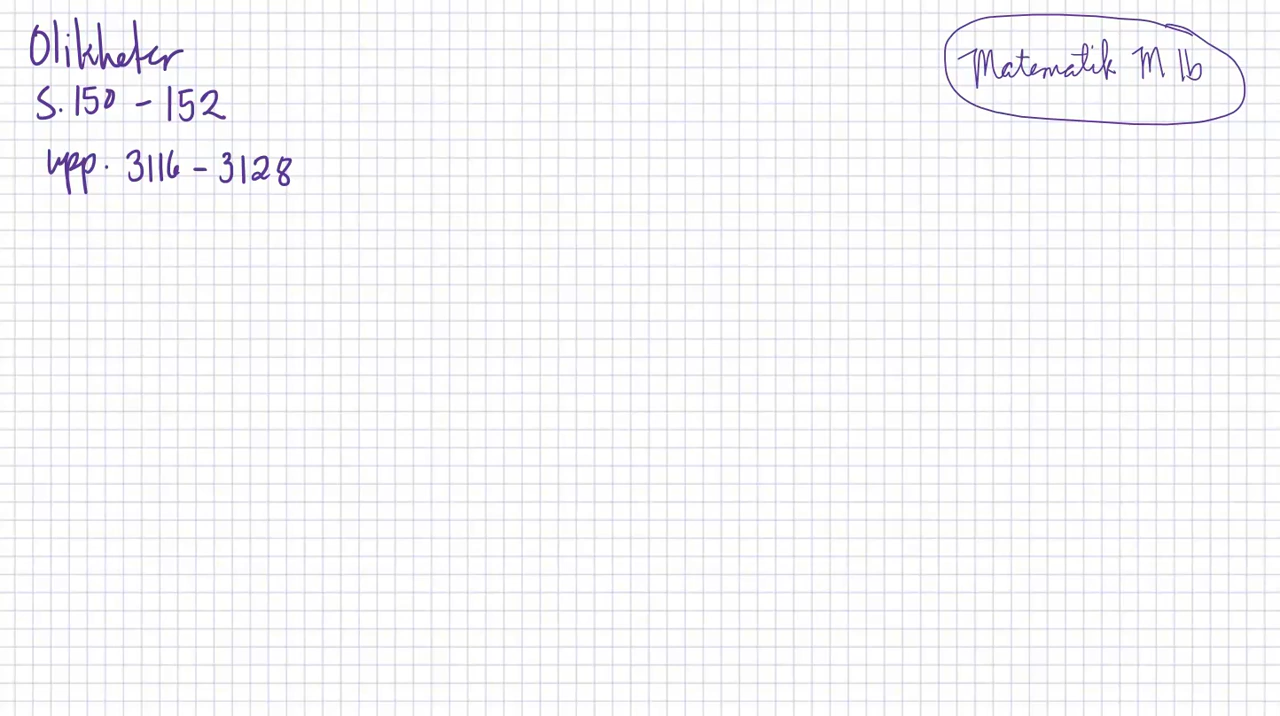 Olikheter
Matematik M 1b
S. 150 - 152
upp. 3116 - 3128